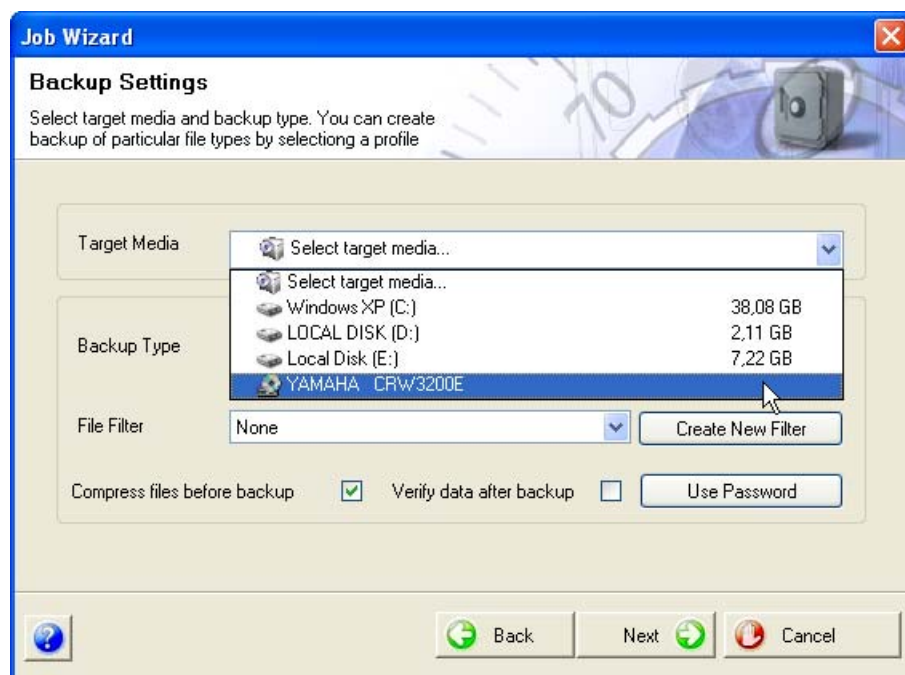 Job Wizard
Backup Settings
Select target media and backup type. You can create
backup of particular file types by selectiong a profile
70
10
Target Media
Select target media...
Select target media...
Windows XP (C:) 38,08 GB
LOCAL DISK (D:) 2,11 GB
Local Disk (E:) 7,22 GB
YAMAHA CRW3200E
Backup Type
File Filter None Create New Filter
Compress files before backup Verify data after backup Use Password
? Back Next Cancel